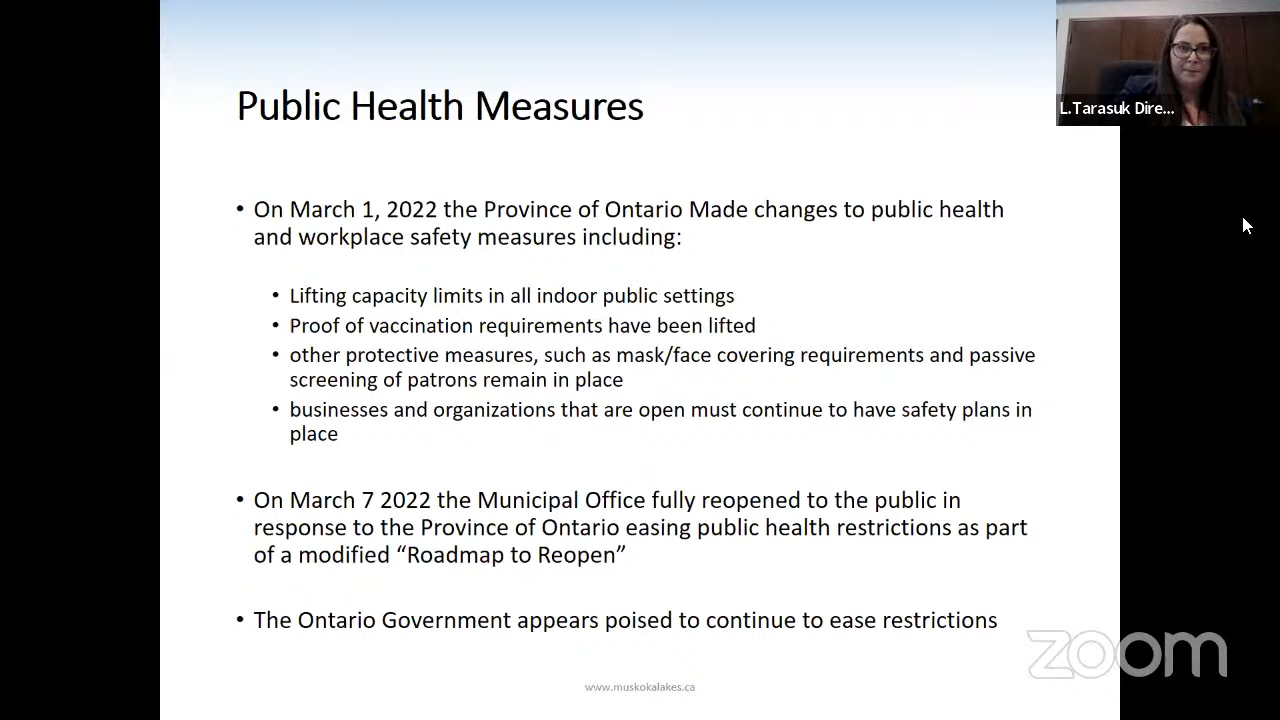 Public Health Measures
L.Tarasuk Dire...
• On March 1, 2022 the Province of Ontario Made changes to public health
and workplace safety measures including:
• Lifting capacity limits in all indoor public settings
• Proof of vaccination requirements have been lifted
• other protective measures, such as mask/face covering requirements and passive
screening of patrons remain in place
• businesses and organizations that are open must continue to have safety plans in
place
• On March 7 2022 the Municipal Office fully reopened to the public in
response to the Province of Ontario easing public health restrictions as part
of a modified “Roadmap to Reopen”
• The Ontario Government appears poised to continue to ease restrictions
zoom
www.muskokalakes.ca